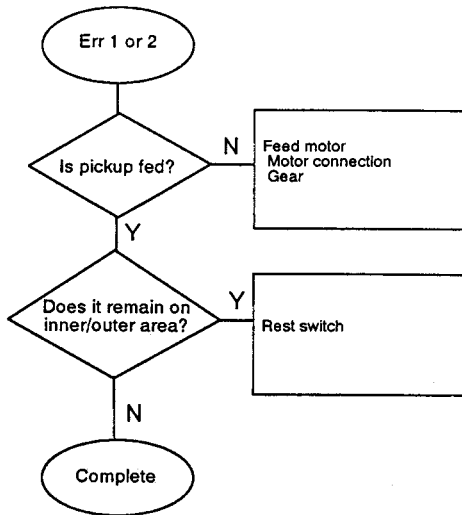 Err 1 or 2
Is pickup fed?
N
Feed motor
Motor connection
Gear
Y
Does it remain on
inner/outer area?
Y
Rest switch
N
Complete